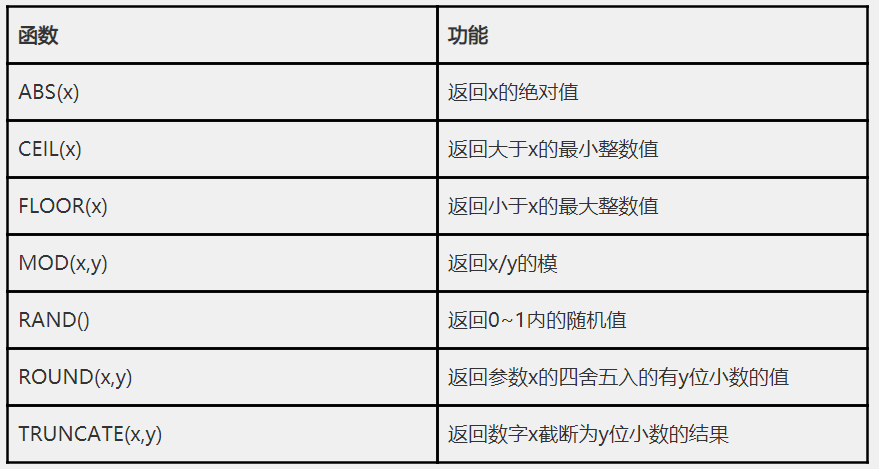 函数 功能
ABS(x) 返回x的绝对值
CEIL(x) 返回大于x的最小整数值
FLOOR(x) 返回小于x的最大整数值
MOD(x,y) 返回x/y的模
RAND() 返回0~1内的随机值
ROUND(x,y) 返回参数x的四舍五入的有y位小数的值
TRUNCATE(x,y) 返回数字x截断为y位小数的结果